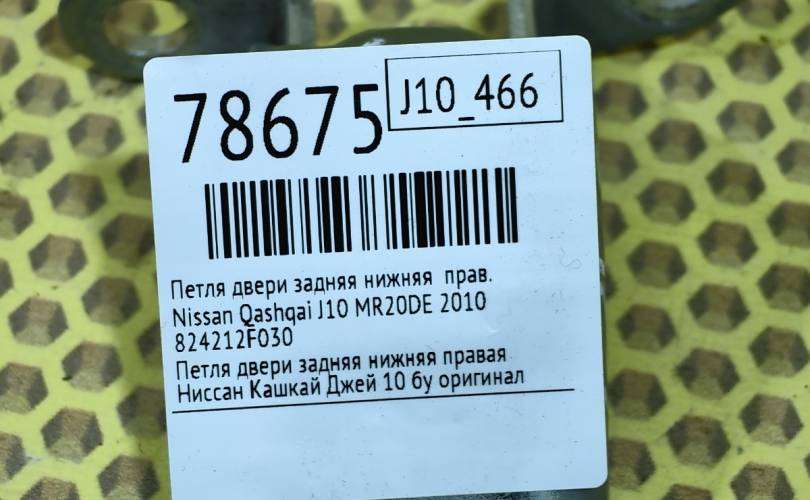 78675
J10_466
Петля двери задняя нижняя прав.
Nissan Qashqai J10 MR20DE 2010
824212F030
Петля двери задняя нижняя правая
Ниссан Кашкай Джей 10 бу оригинал